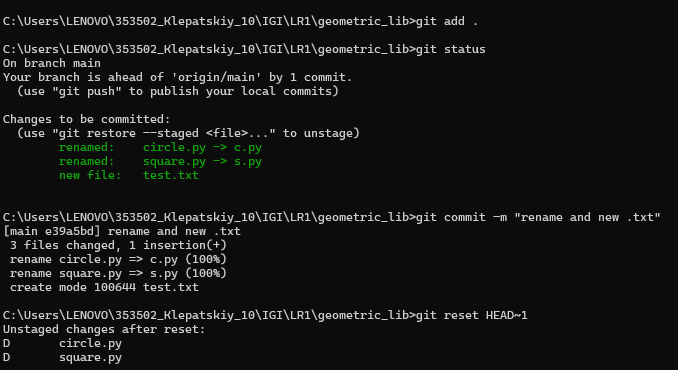 C:\Users\LENOVO\353502_Klepatskiy_10\IGI\LR1\geometric_lib>git add .
C:\Users\LENOVO\353502_Klepatskiy_10\IGI\LR1\geometric_lib>git status
On branch main
Your branch is ahead of 'origin/main' by 1 commit.
  (use "git push" to publish your local commits)
Changes to be committed:
  (use "git restore --staged <file>..." to unstage)
        renamed:    circle.py -> c.py
        renamed:    square.py -> s.py
        new file:   test.txt
C:\Users\LENOVO\353502_Klepatskiy_10\IGI\LR1\geometric_lib>git commit -m "rename and new .txt"
[main e39a5bd] rename and new .txt
 3 files changed, 1 insertion(+)
 rename circle.py => c.py (100%)
 rename square.py => s.py (100%)
 create mode 100644 test.txt
C:\Users\LENOVO\353502_Klepatskiy_10\IGI\LR1\geometric_lib>git reset HEAD~1
Unstaged changes after reset:
D       circle.py
D       square.py